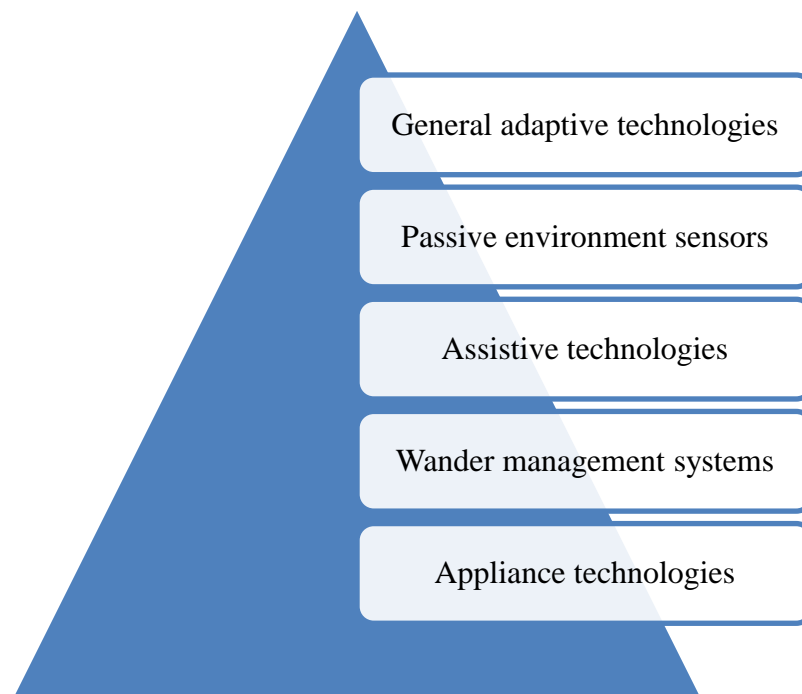 General adaptive technologies
Passive environment sensors
Assistive technologies
Wander management systems
Appliance technologies